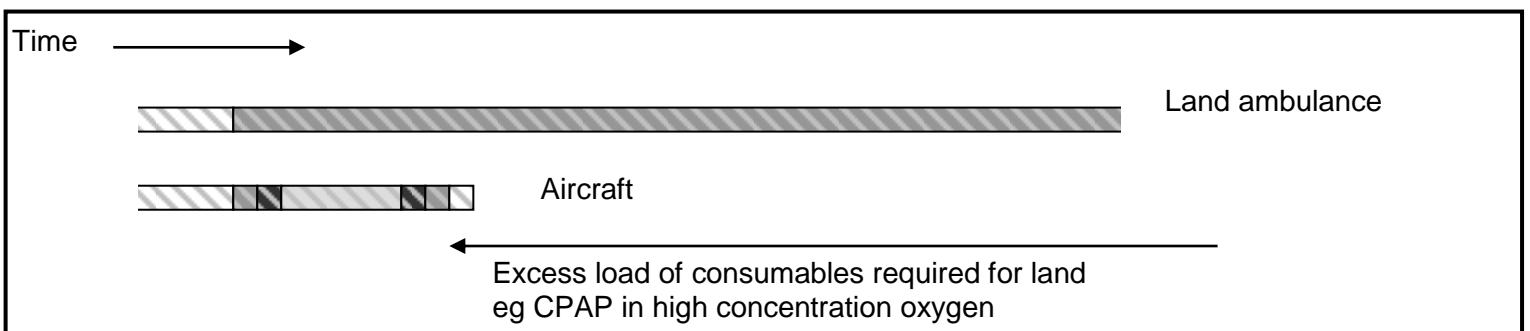 Time
Land ambulance
Aircraft
Excess load of consumables required for land
eg CPAP in high concentration oxygen